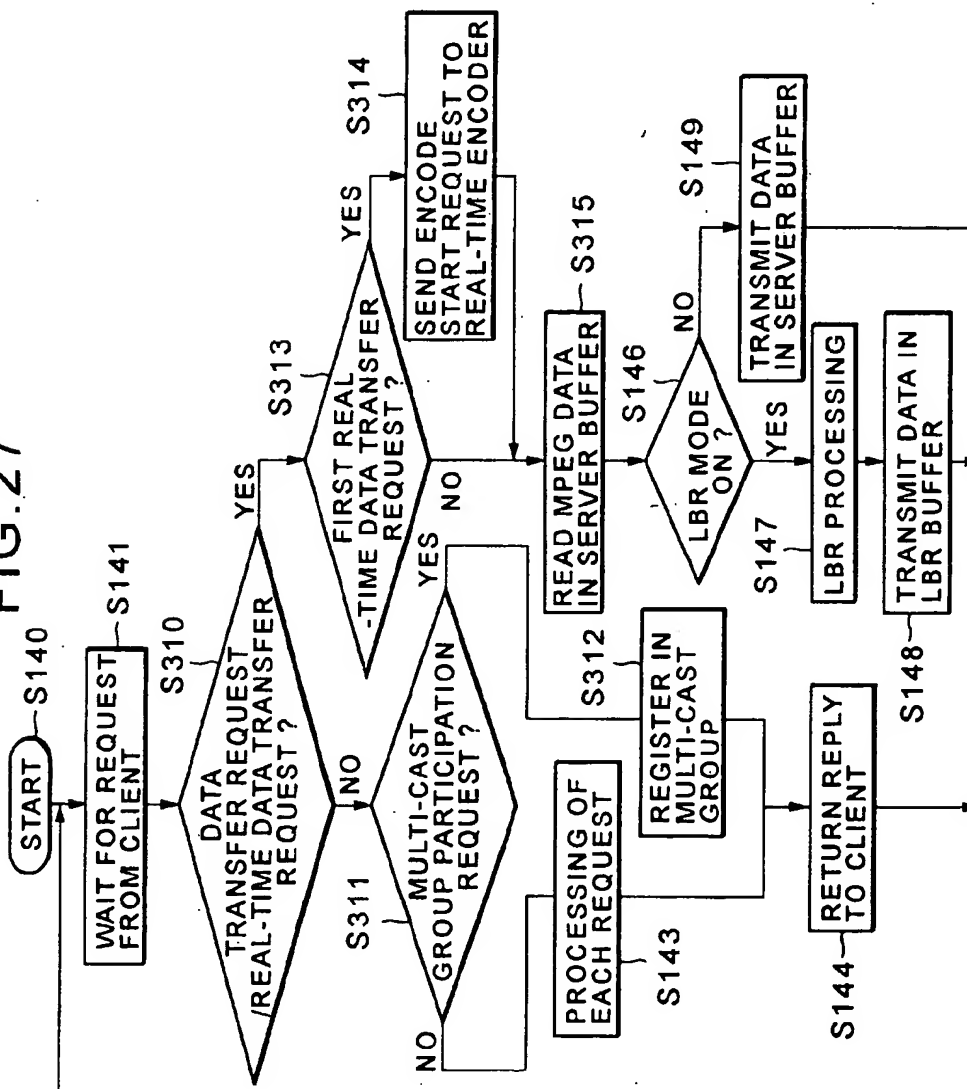 FIG.27
START
S140
WAIT FOR REQUEST
FROM CLIENT
S141
DATA
TRANSFER REQUEST
/REAL-TIME DATA TRANSFER
REQUEST ?
S310
YES
NO
MULTI-CAST
GROUP PARTICIPATION
REQUEST ?
S311
YES
NO
FIRST REAL
-TIME DATA TRANSFER
REQUEST ?
S313
YES
NO
SEND ENCODE
START REQUEST TO
REAL-TIME ENCODER
S314
READ MPEG DATA
IN SERVER BUFFER
S315
PROCESSING OF
EACH REQUEST
S143
REGISTER IN
MULTI-CAST
GROUP
S312
LBR MODE
ON ?
S146
NO
YES
TRANSMIT DATA
IN SERVER BUFFER
S149
LBR PROCESSING
S147
TRANSMIT DATA IN
LBR BUFFER
S148
RETURN REPLY
TO CLIENT
S144